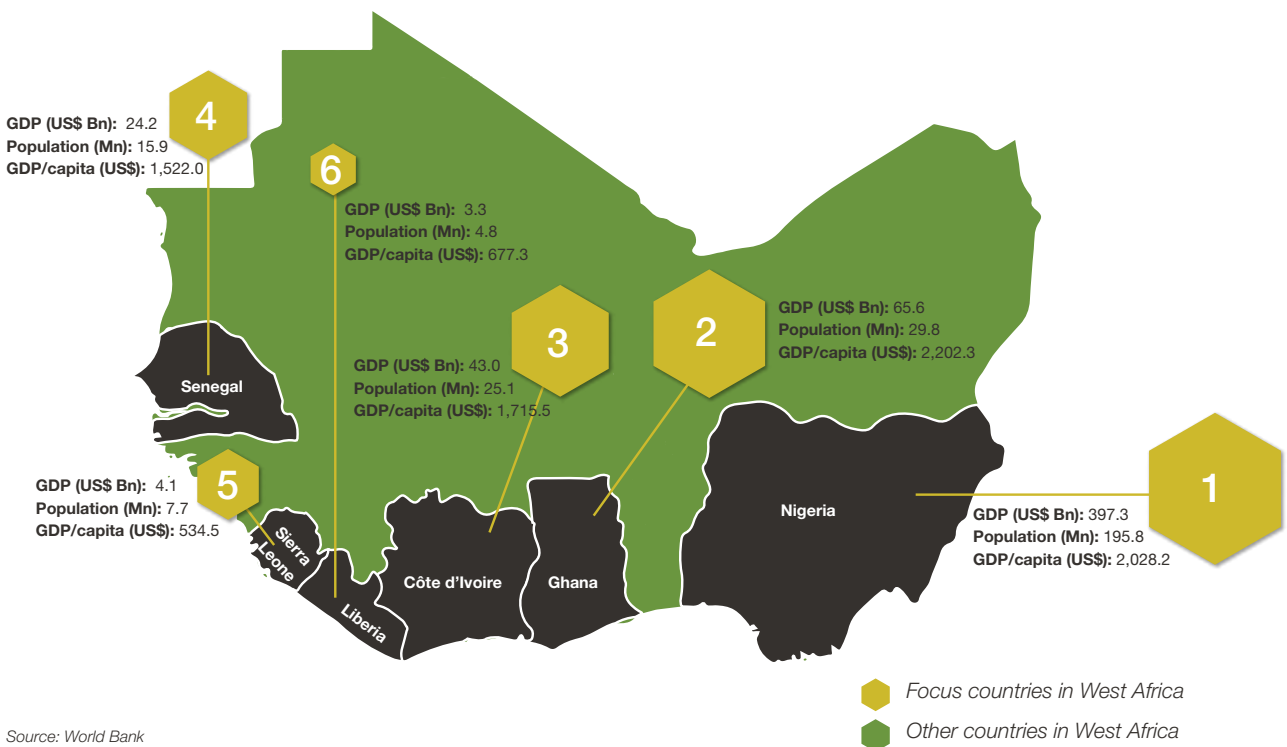 4
GDP (US$ Bn): 24.2
Population (Mn): 15.9
GDP/capita (US$): 1,522.0
6
GDP (US$ Bn): 3.3
Population (Mn): 4.8
GDP/capita (US$): 677.3
2
GDP (US$ Bn): 65.6
Population (Mn): 29.8
GDP/capita (US$): 2,202.3
3
GDP (US$ Bn): 43.0
Population (Mn): 25.1
GDP/capita (US$): 1,715.5
Senegal
5
GDP (US$ Bn): 4.1
Population (Mn): 7.7
GDP/capita (US$): 534.5
1
GDP (US$ Bn): 397.3
Population (Mn): 195.8
GDP/capita (US$): 2,028.2
Nigeria
Sierra
Leone
Liberia
Côte d’Ivoire
Ghana
Focus countries in West Africa
Other countries in West Africa
Source: World Bank